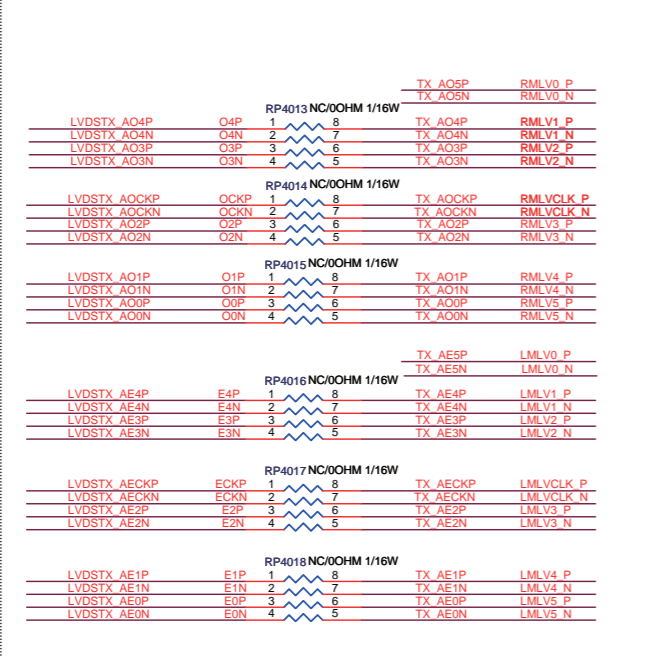 TX_AO5P RMLV0_P
TX_AO5N RMLV0_N
RP4013 NC/0OHM 1/16W
LVDSTX_AO4P O4P 1 8 TX_AO4P RMLV1_P
LVDSTX_AO4N O4N 2 7 TX_AO4N RMLV1_N
LVDSTX_AO3P O3P 3 6 TX_AO3P RMLV2_P
LVDSTX_AO3N O3N 4 5 TX_AO3N RMLV2_N
RP4014 NC/0OHM 1/16W
LVDSTX_AOCKP OCKP 1 8 TX_AOCKP RMLVCLK_P
LVDSTX_AOCKN OCKN 2 7 TX_AOCKN RMLVCLK_N
LVDSTX_AO2P O2P 3 6 TX_AO2P RMLV3_P
LVDSTX_AO2N O2N 4 5 TX_AO2N RMLV3_N
RP4015 NC/0OHM 1/16W
LVDSTX_AO1P O1P 1 8 TX_AO1P RMLV4_P
LVDSTX_AO1N O1N 2 7 TX_AO1N RMLV4_N
LVDSTX_AO0P O0P 3 6 TX_AO0P RMLV5_P
LVDSTX_AO0N O0N 4 5 TX_AO0N RMLV5_N
TX_AE5P LMLV0_P
TX_AE5N LMLV0_N
RP4016 NC/0OHM 1/16W
LVDSTX_AE4P E4P 1 8 TX_AE4P LMLV1_P
LVDSTX_AE4N E4N 2 7 TX_AE4N LMLV1_N
LVDSTX_AE3P E3P 3 6 TX_AE3P LMLV2_P
LVDSTX_AE3N E3N 4 5 TX_AE3N LMLV2_N
RP4017 NC/0OHM 1/16W
LVDSTX_AECKP ECKP 1 8 TX_AECKP LMLVCLK_P
LVDSTX_AECKN ECKN 2 7 TX_AECKN LMLVCLK_N
LVDSTX_AE2P E2P 3 6 TX_AE2P LMLV3_P
LVDSTX_AE2N E2N 4 5 TX_AE2N LMLV3_N
RP4018 NC/0OHM 1/16W
LVDSTX_AE1P E1P 1 8 TX_AE1P LMLV4_P
LVDSTX_AE1N E1N 2 7 TX_AE1N LMLV4_N
LVDSTX_AE0P E0P 3 6 TX_AE0P LMLV5_P
LVDSTX_AE0N E0N 4 5 TX_AE0N LMLV5_N